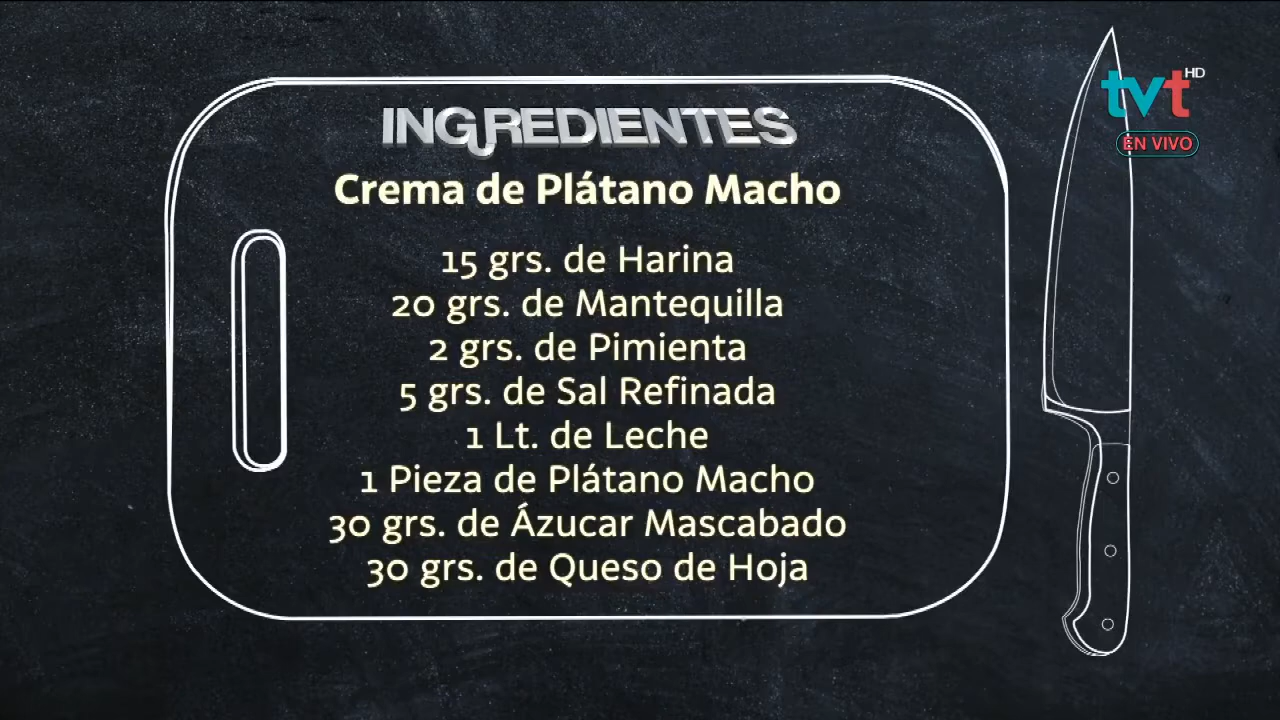 tvt HD
EN VIVO
INGREDIENTES
Crema de Plátano Macho
15 grs. de Harina
20 grs. de Mantequilla
2 grs. de Pimienta
5 grs. de Sal Refinada
1 Lt. de Leche
1 Pieza de Plátano Macho
30 grs. de Ázucar Mascabado
30 grs. de Queso de Hoja